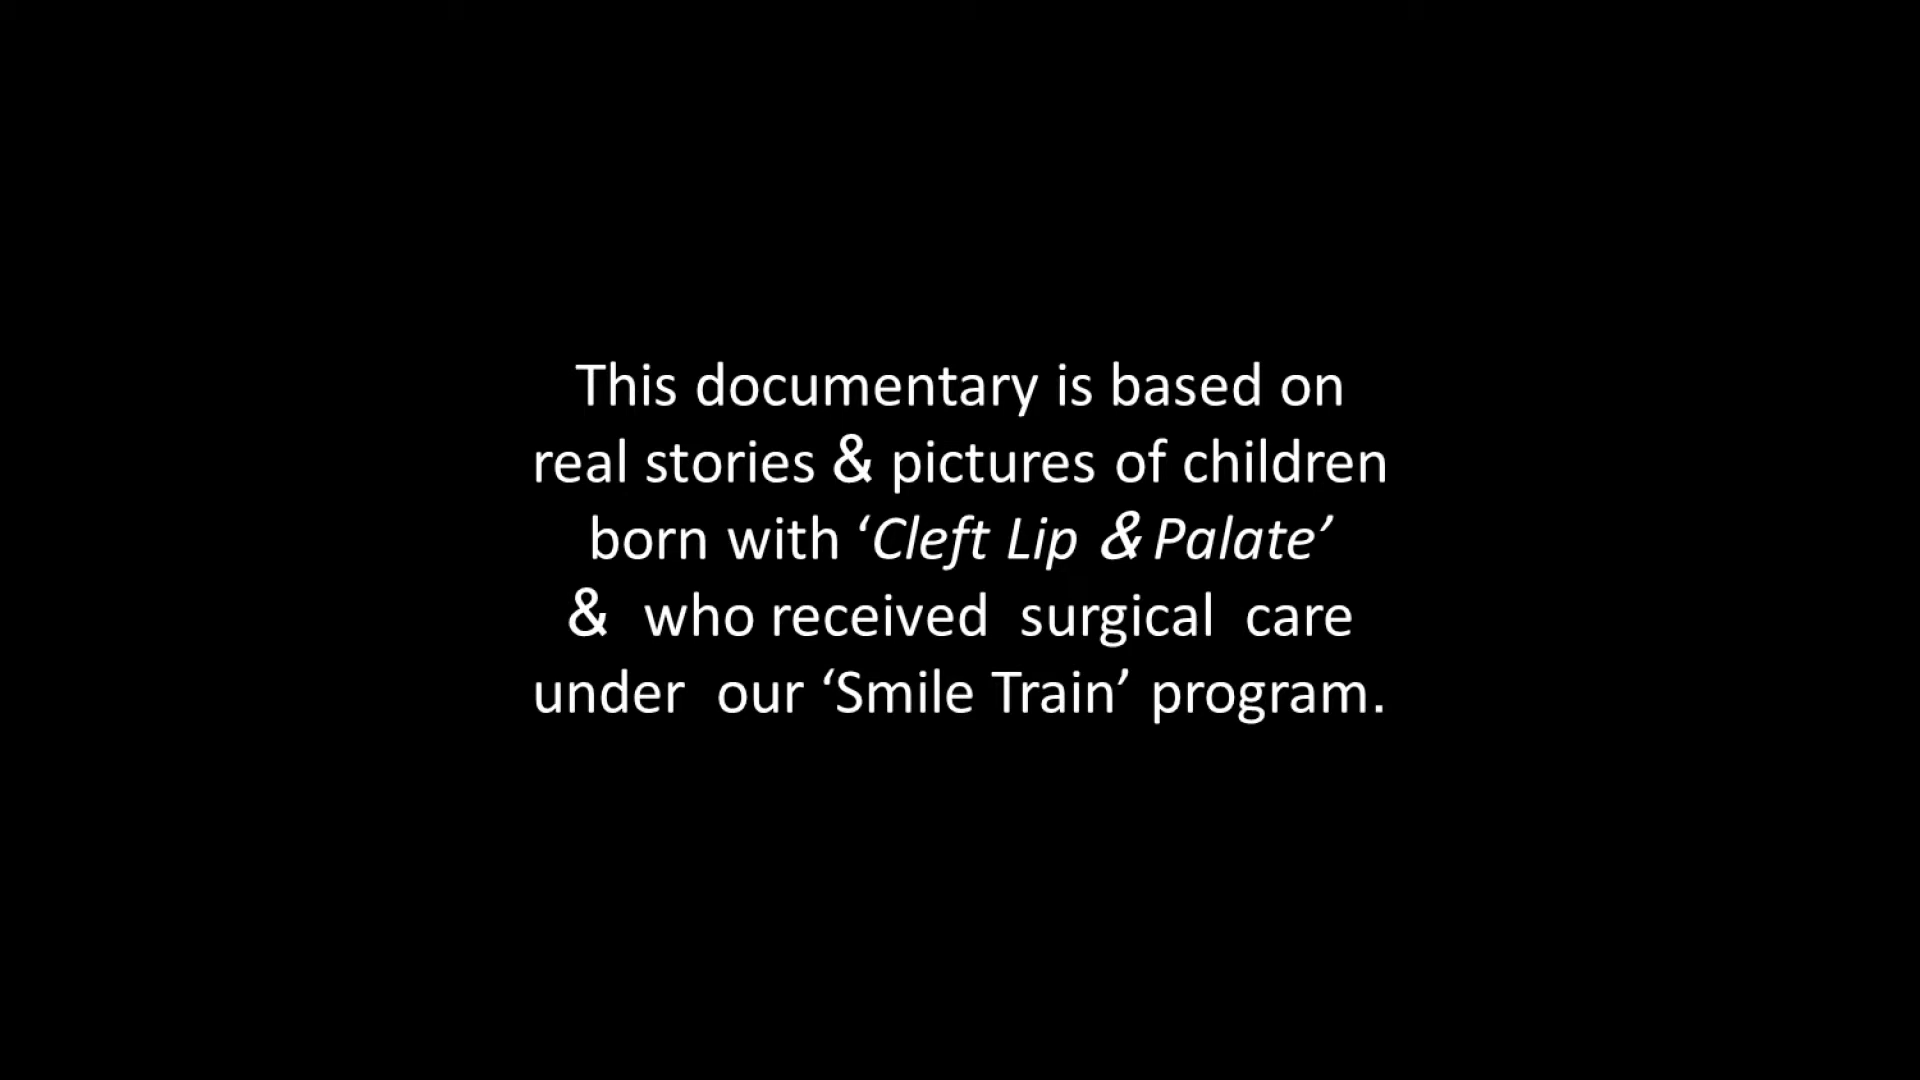 This documentary is based on
real stories & pictures of children
born with ‘Cleft Lip & Palate’
& who received surgical care
under our ‘Smile Train’ program.